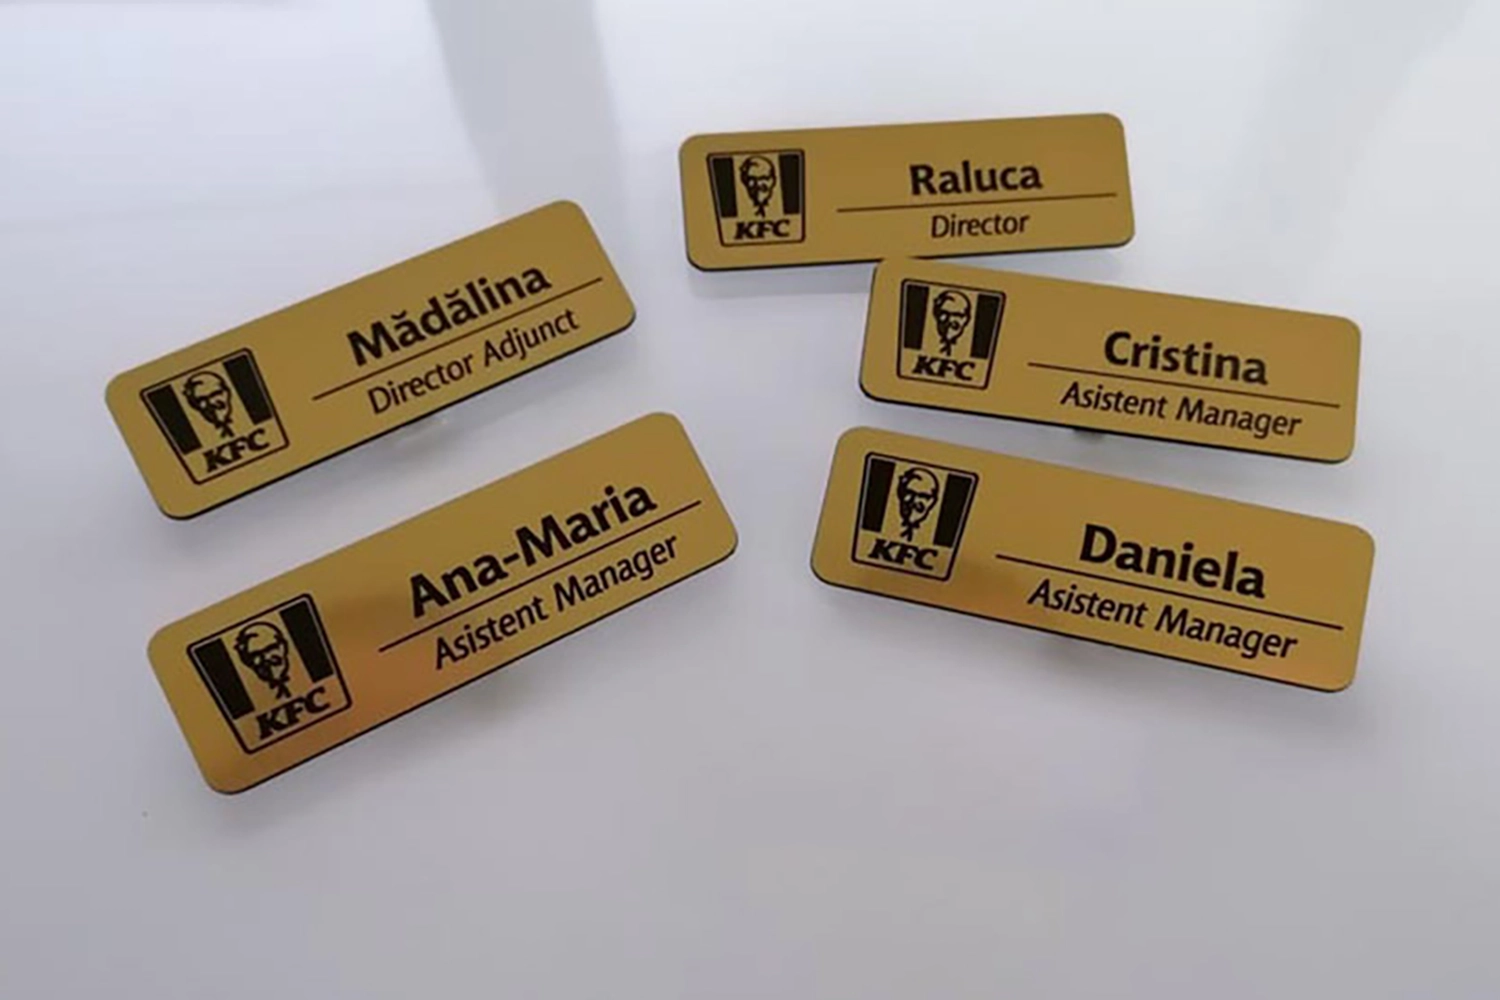 KFC
Raluca
Director
KFC
Mădălina
Director Adjunct
KFC
Cristina
Asistent Manager
KFC
Ana-Maria
Asistent Manager
KFC
Daniela
Asistent Manager